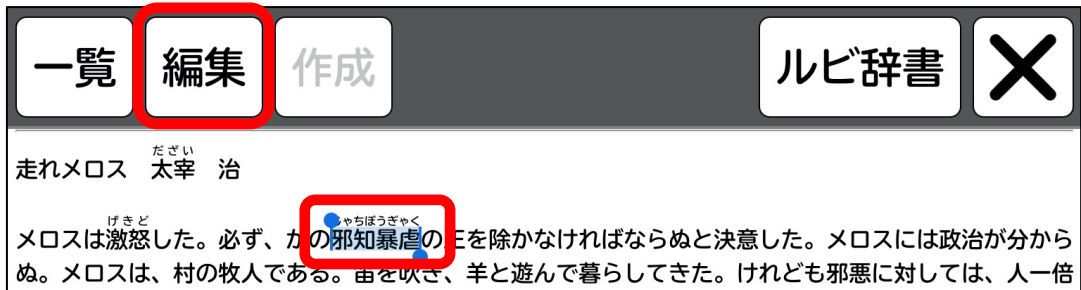 一覧 編集 作成 ルビ辞書
だざい
走れメロス 太宰 治
げきど ゃちぼうぎゃく
メロスは激怒した。必ず、かの邪知暴虐の王を除かなければならぬと決意した。メロスには政治が分から
ぬ。メロスは、村の牧人である。笛を吹き、羊と遊んで暮らしてきた。けれども邪悪に対しては、人一倍